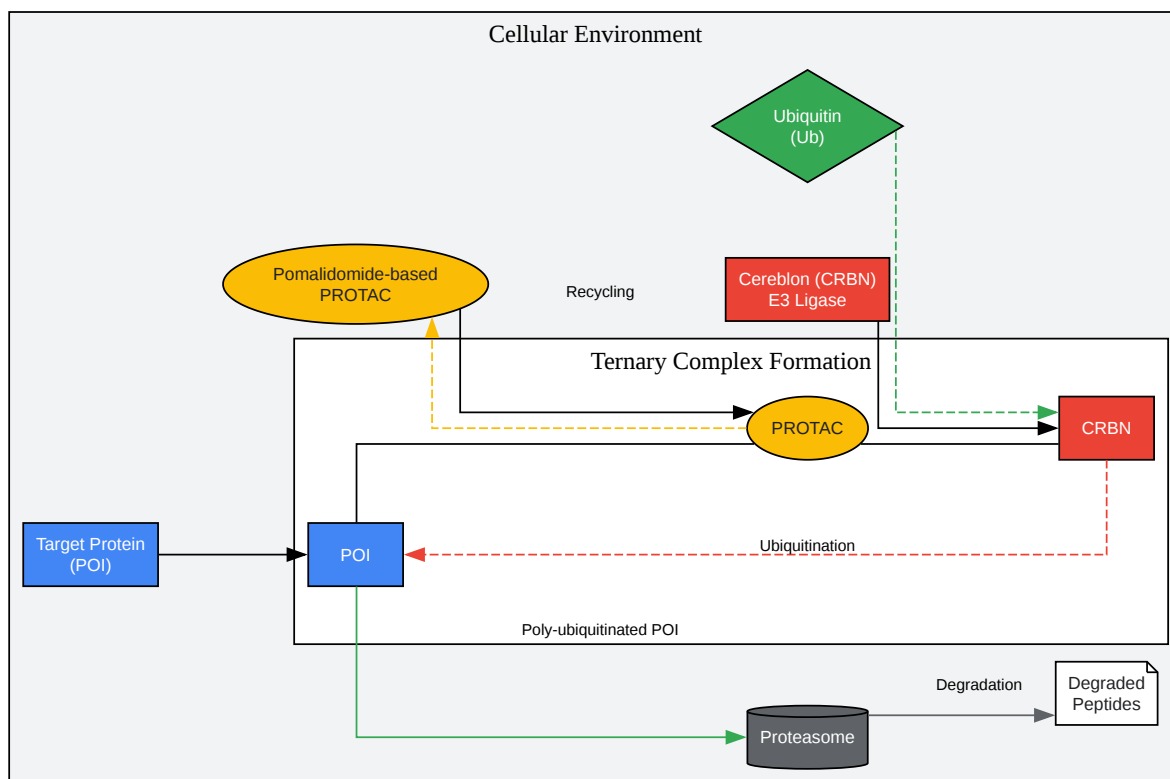 Cellular Environment
Ubiquitin
(Ub)
Pomalidomide-based
PROTAC
Recycling
Cereblon (CRBN)
E3 Ligase
Ternary Complex Formation
PROTAC
CRBN
Target Protein
(POI)
POI
Ubiquitination
Poly-ubiquitinated POI
Degradation
Degraded
Peptides
Proteasome